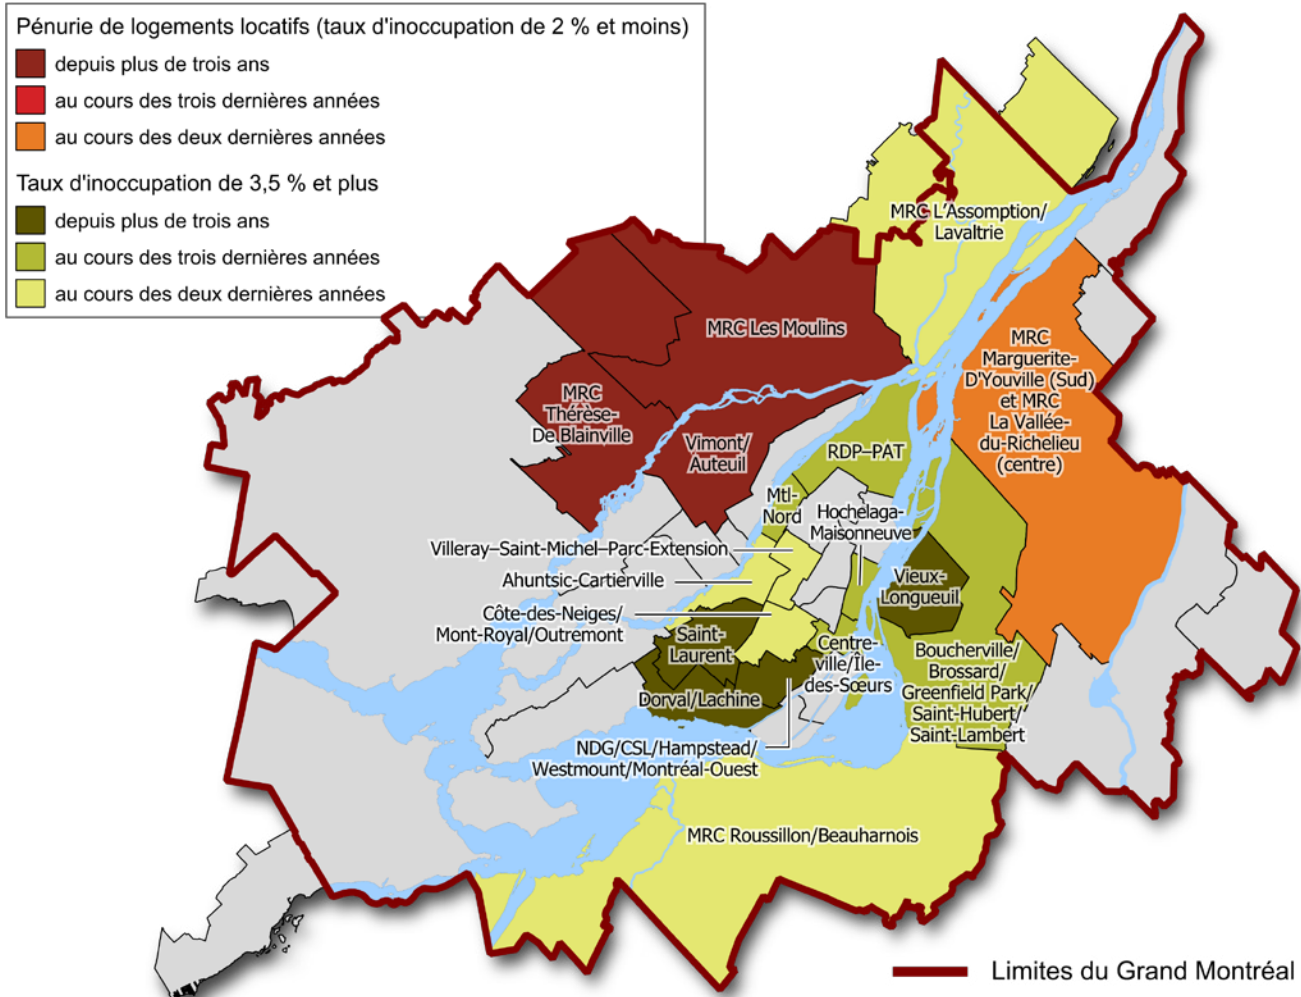 Pénurie de logements locatifs (taux d'inoccupation de 2 % et moins)
depuis plus de trois ans
au cours des trois dernières années
au cours des deux dernières années
Taux d'inoccupation de 3,5 % et plus
depuis plus de trois ans
au cours des trois dernières années
au cours des deux dernières années
MRC L'Assomption/
Lavaltrie
MRC Les Moulins
MRC
Marguerite-
D'Youville (Sud)
et MRC
La Vallée-
du-Richelieu
(centre)
MRC
Thérèse-
De Blainville
Vimont/
Auteuil
RDP–PAT
Mtl-
Nord
Hochelaga-
Maisonneuve
Villeray–Saint-Michel–Parc-Extension
Ahuntsic-Cartierville
Vieux-
Longueuil
Côte-des-Neiges/
Mont-Royal/Outremont
Saint-
Laurent
Centre-
ville/Île-
des-Sœurs
Boucherville/
Brossard/
Greenfield Park/
Saint-Hubert/
Saint-Lambert
Dorval/Lachine
NDG/CSL/Hampstead/
Westmount/Montréal-Ouest
MRC Roussillon/Beauharnois
Limites du Grand Montréal